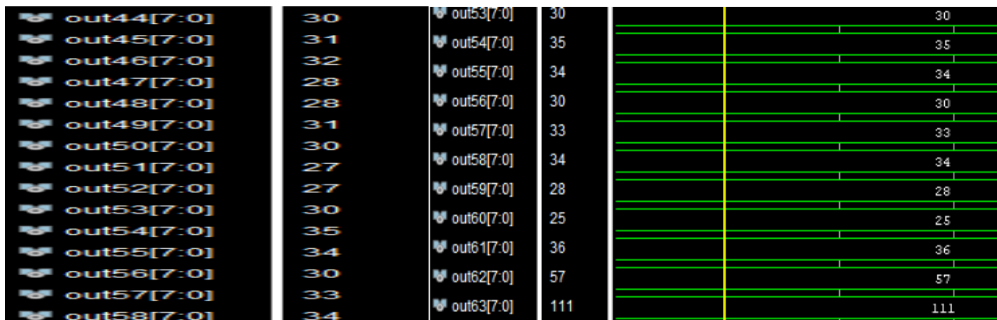 out44[7:0] 30
out45[7:0] 31
out46[7:0] 32
out47[7:0] 28
out48[7:0] 28
out49[7:0] 31
out50[7:0] 30
out51[7:0] 27
out52[7:0] 27
out53[7:0] 30
out54[7:0] 35
out55[7:0] 34
out56[7:0] 30
out57[7:0] 33
out58[7:0] 34
out53[7:0] 30 30
out54[7:0] 35 35
out55[7:0] 34 34
out56[7:0] 30 30
out57[7:0] 33 33
out58[7:0] 34 34
out59[7:0] 28 28
out60[7:0] 25 25
out61[7:0] 36 36
out62[7:0] 57 57
out63[7:0] 111 111